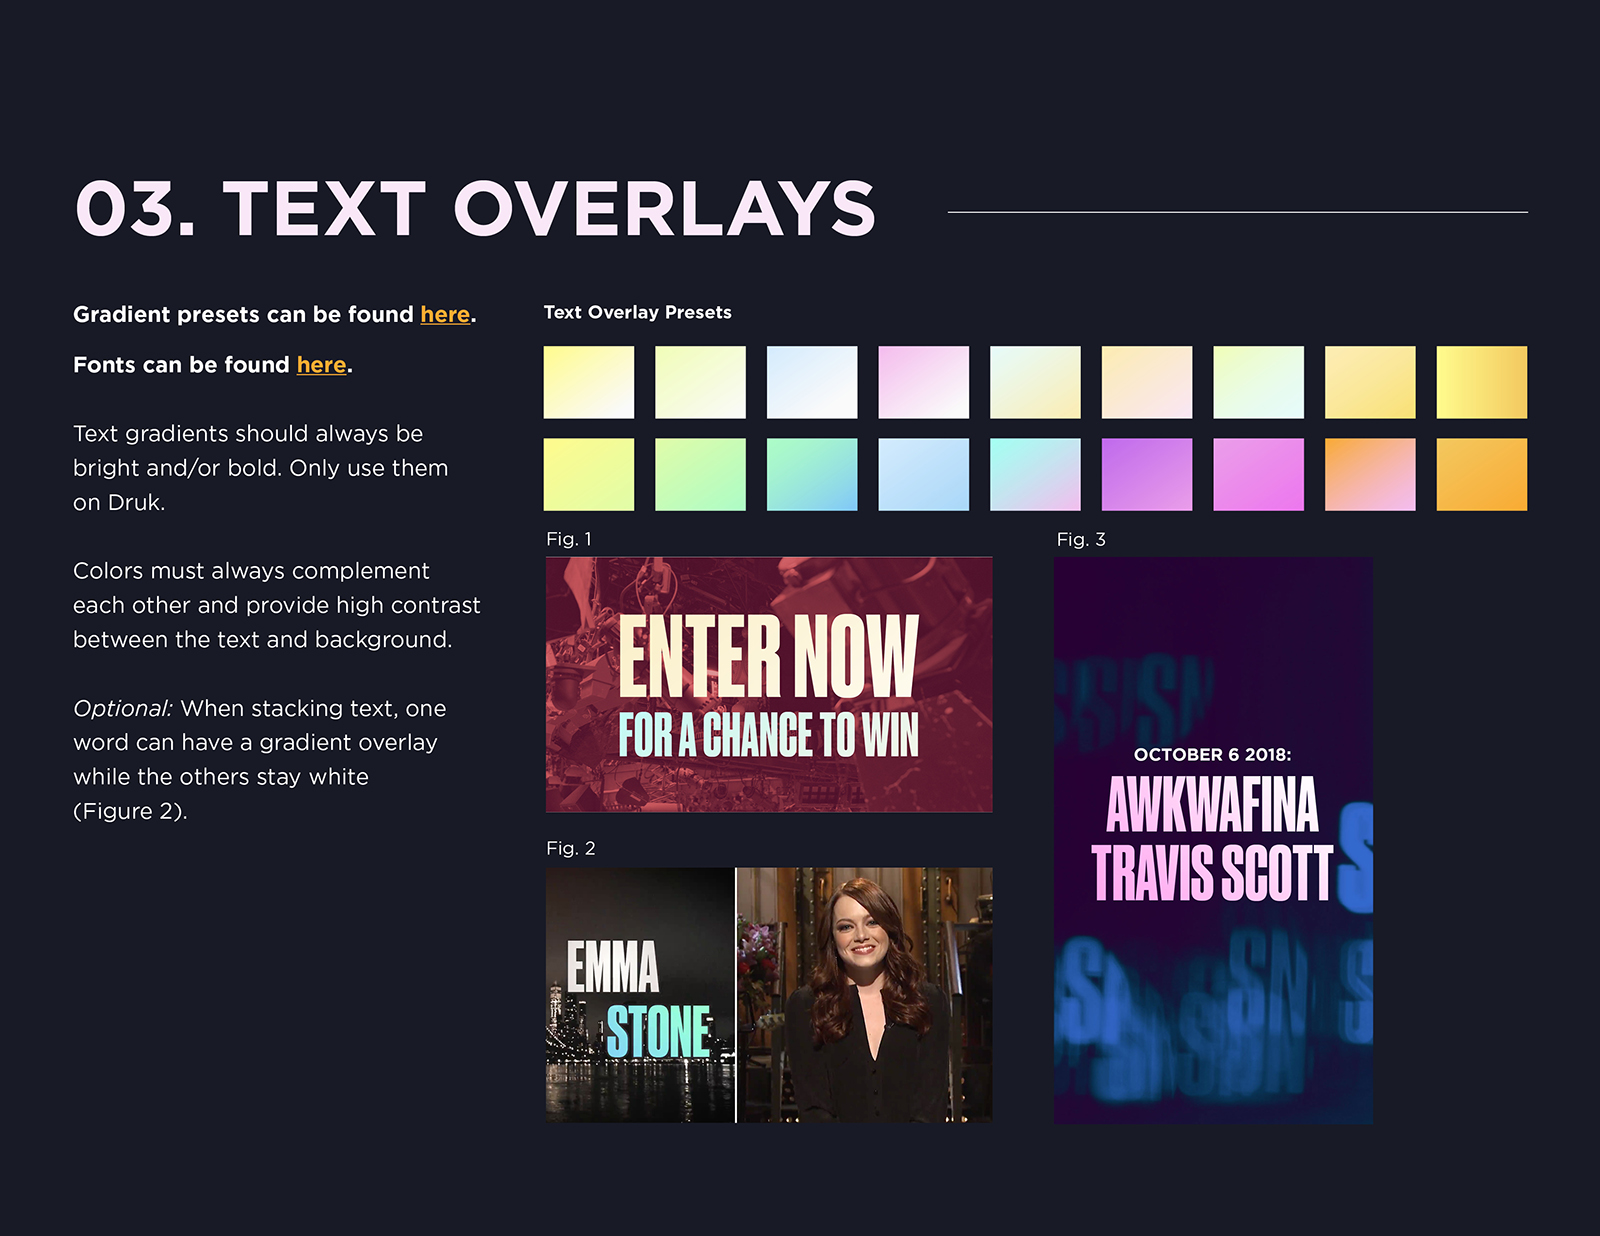 03. TEXT OVERLAYS
Gradient presets can be found here.
Fonts can be found here.
Text gradients should always be
bright and/or bold. Only use them
on Druk.
Colors must always complement
each other and provide high contrast
between the text and background.
Optional: When stacking text, one
word can have a gradient overlay
while the others stay white
(Figure 2).
Text Overlay Presets
Fig. 1
ENTER NOW
FOR A CHANCE TO WIN
Fig. 2
EMMA
STONE
Fig. 3
OCTOBER 6 2018:
AWKWAFINA
TRAVIS SCOTT